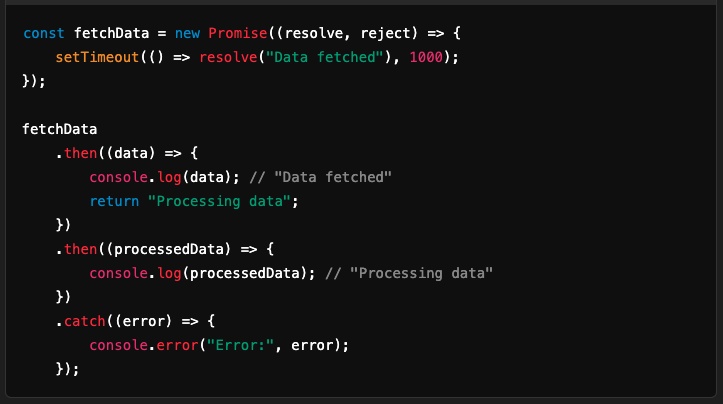 const fetchData = new Promise((resolve, reject) => {
    setTimeout(() => resolve("Data fetched"), 1000);
});

fetchData
    .then((data) => {
        console.log(data); // "Data fetched"
        return "Processing data";
    })
    .then((processedData) => {
        console.log(processedData); // "Processing data"
    })
    .catch((error) => {
        console.error("Error:", error);
    });